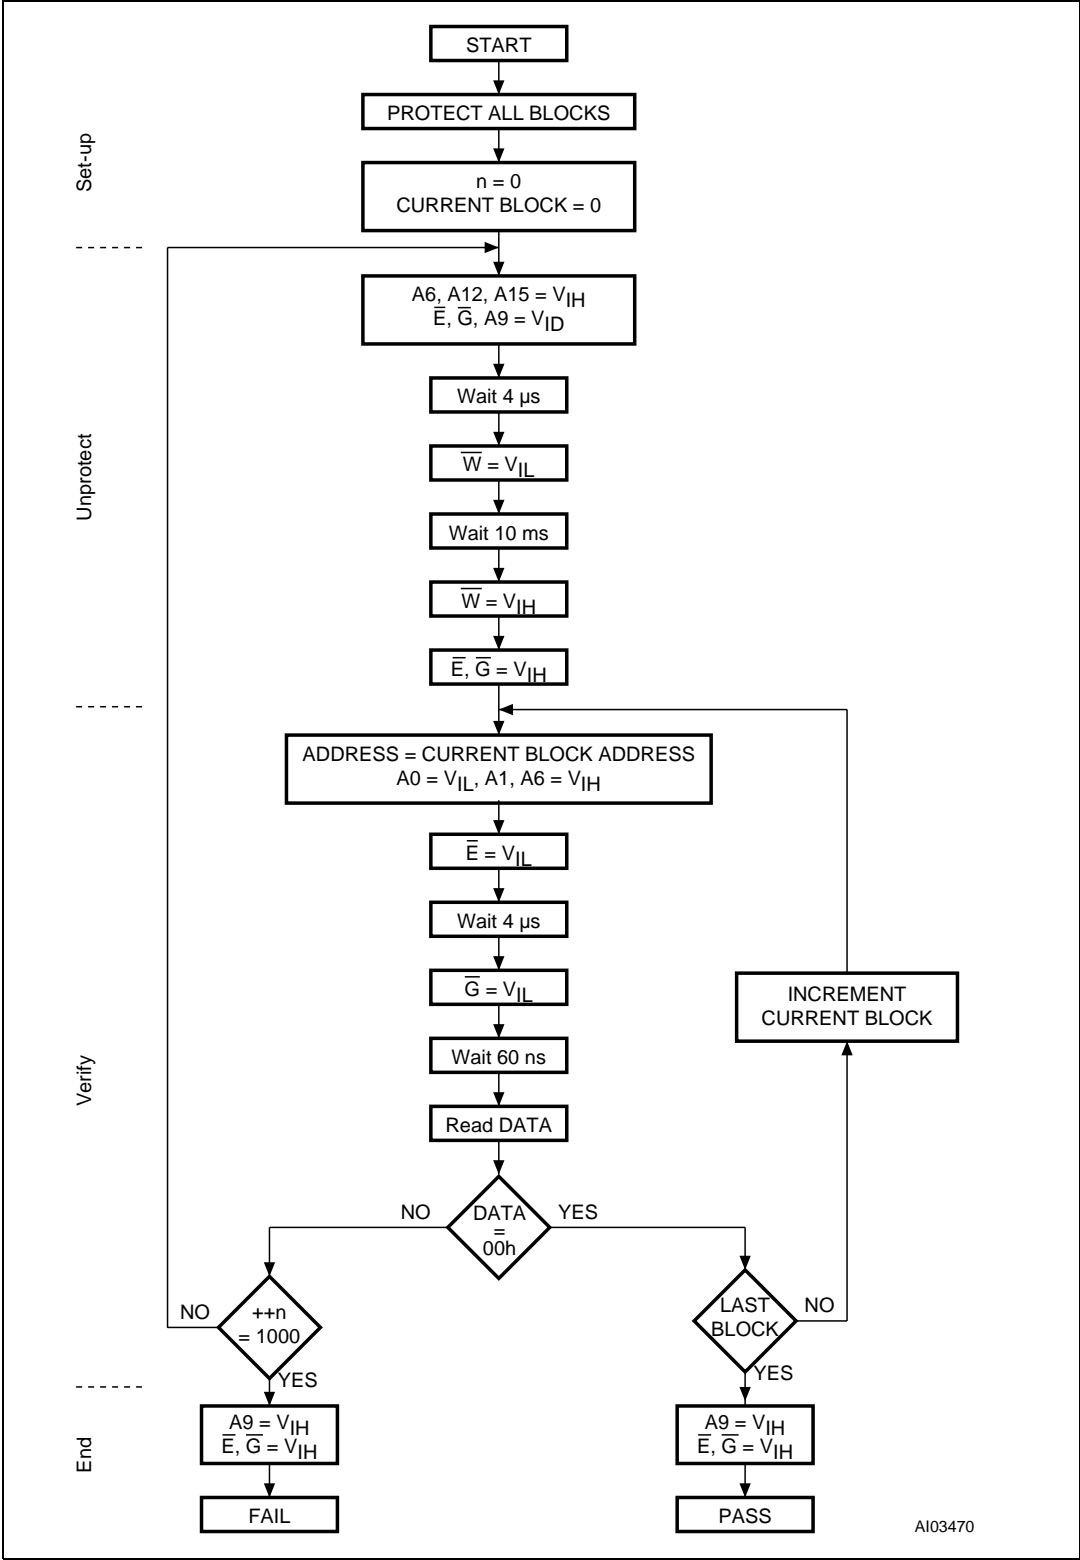 START
PROTECT ALL BLOCKS
Set-up
n = 0
CURRENT BLOCK = 0
A6, A12, A15 = VIH
E̅, G̅, A9 = VID
Wait 4 µs
Unprotect
W̅ = VIL
Wait 10 ms
W̅ = VIH
E̅, G̅ = VIH
ADDRESS = CURRENT BLOCK ADDRESS
A0 = VIL, A1, A6 = VIH
E̅ = VIL
Wait 4 µs
G̅ = VIL
INCREMENT
CURRENT BLOCK
Wait 60 ns
Verify
Read DATA
NO
DATA
=
00h
YES
NO
++n
= 1000
YES
LAST
BLOCK
NO
YES
End
A9 = VIH
E̅, G̅ = VIH
A9 = VIH
E̅, G̅ = VIH
FAIL
PASS
AI03470